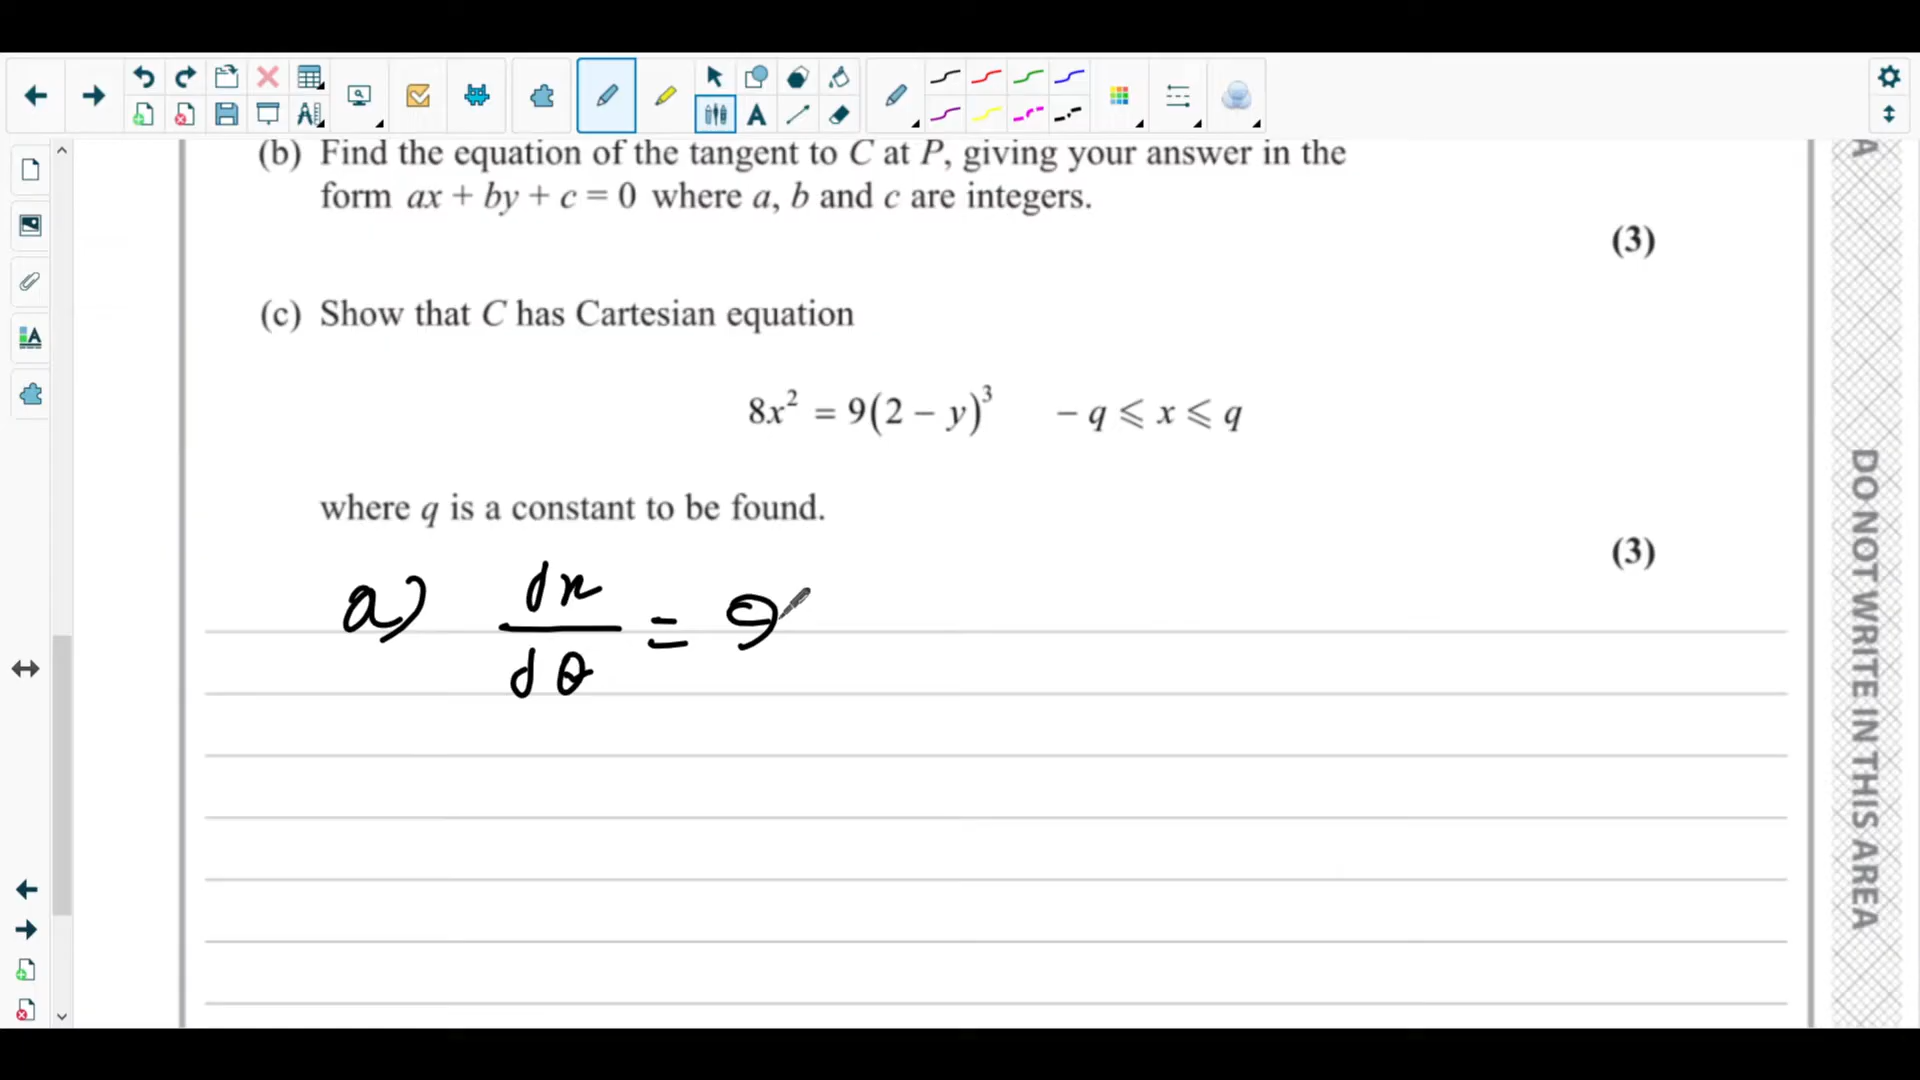 (b) Find the equation of the tangent to C at P, giving your answer in the
form ax + by + c = 0 where a, b and c are integers.
(3)
(c) Show that C has Cartesian equation
8x² = 9(2 − y)³ − q ⩽ x ⩽ q
where q is a constant to be found.
(3)
a) dx/dθ = 9
A
DO NOT WRITE IN THIS AREA